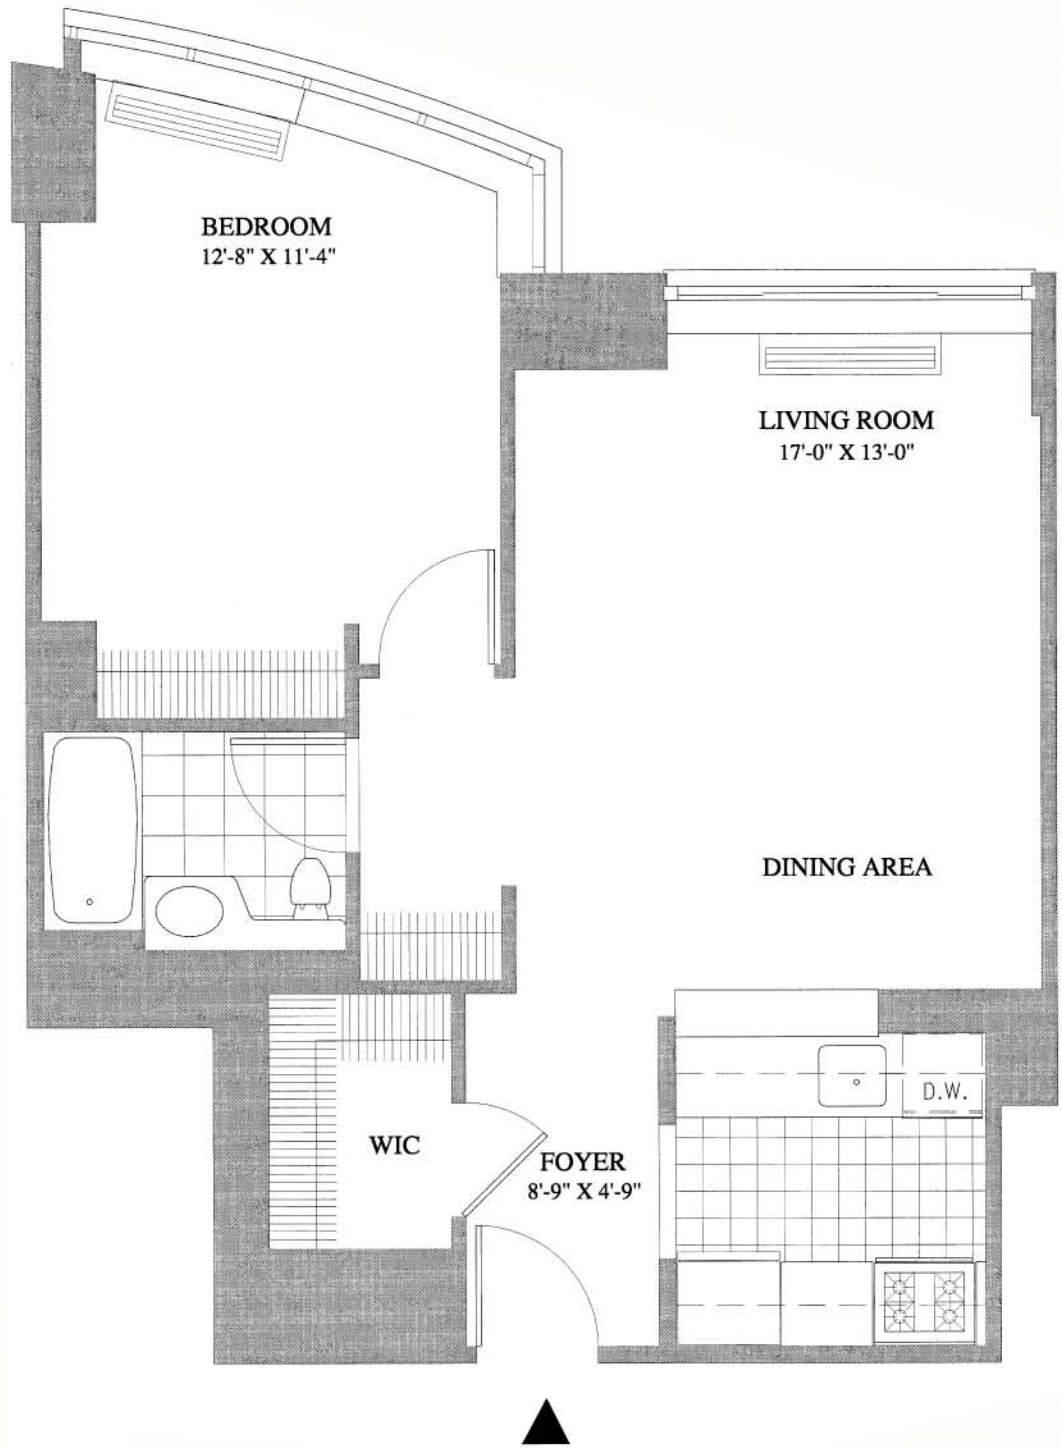 BEDROOM
12'-8" X 11'-4"
LIVING ROOM
17'-0" X 13'-0"
DINING AREA
D.W.
WIC
FOYER
8'-9" X 4'-9"